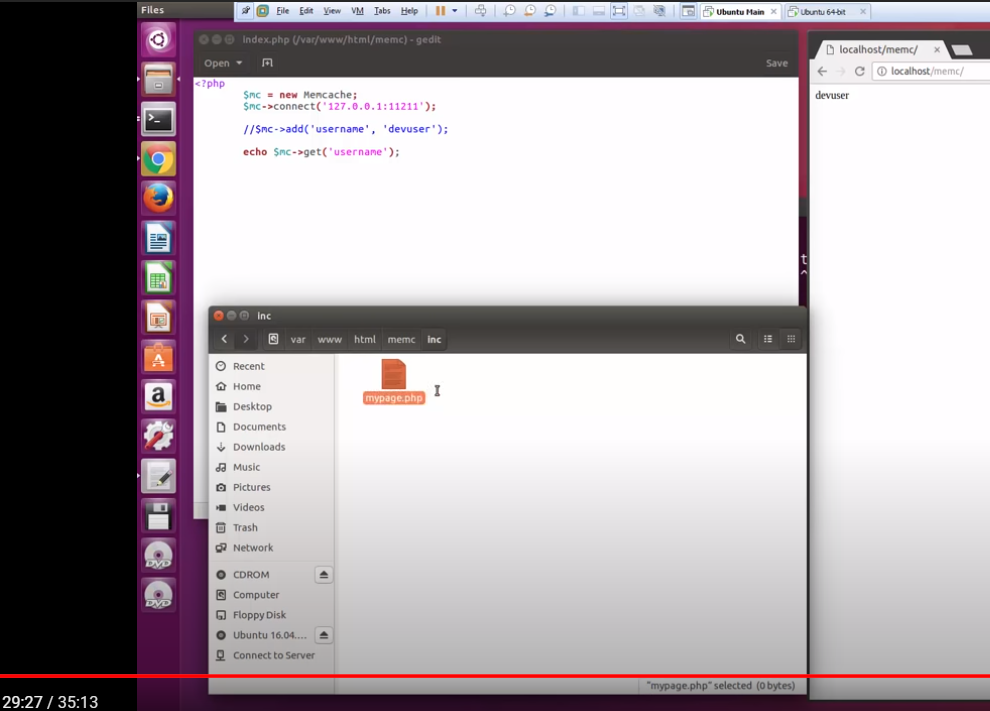 Files
File Edit View VM Tabs Help
Ubuntu Main
Ubuntu 64-bit
index.php (/var/www/html/memc) - gedit
Open
Save
<?php
$mc = new Memcache;
$mc->connect('127.0.0.1:11211');
//$mc->add('username', 'devuser');
echo $mc->get('username');
localhost/memc/
localhost/memc/
devuser
inc
var www html memc inc
mypage.php
Recent
Home
Desktop
Documents
Downloads
Music
Pictures
Videos
Trash
Network
CDROM
Computer
Floppy Disk
Ubuntu 16.04....
Connect to Server
"mypage.php" selected (0 bytes)
29:27 / 35:13